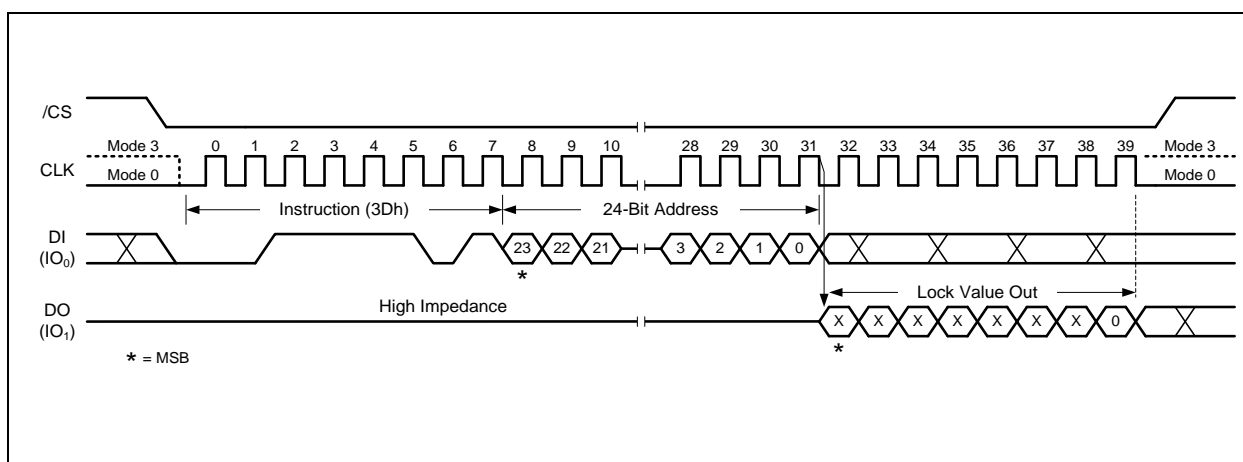 /CS
Mode 3 0 1 2 3 4 5 6 7 8 9 10 28 29 30 31 32 33 34 35 36 37 38 39 Mode 3
CLK
Mode 0 Mode 0
Instruction (3Dh) 24-Bit Address
DI
(IO₀)
23 22 21 3 2 1 0
*
Lock Value Out
High Impedance
DO
(IO₁)
X X X X X X X 0
*
* = MSB